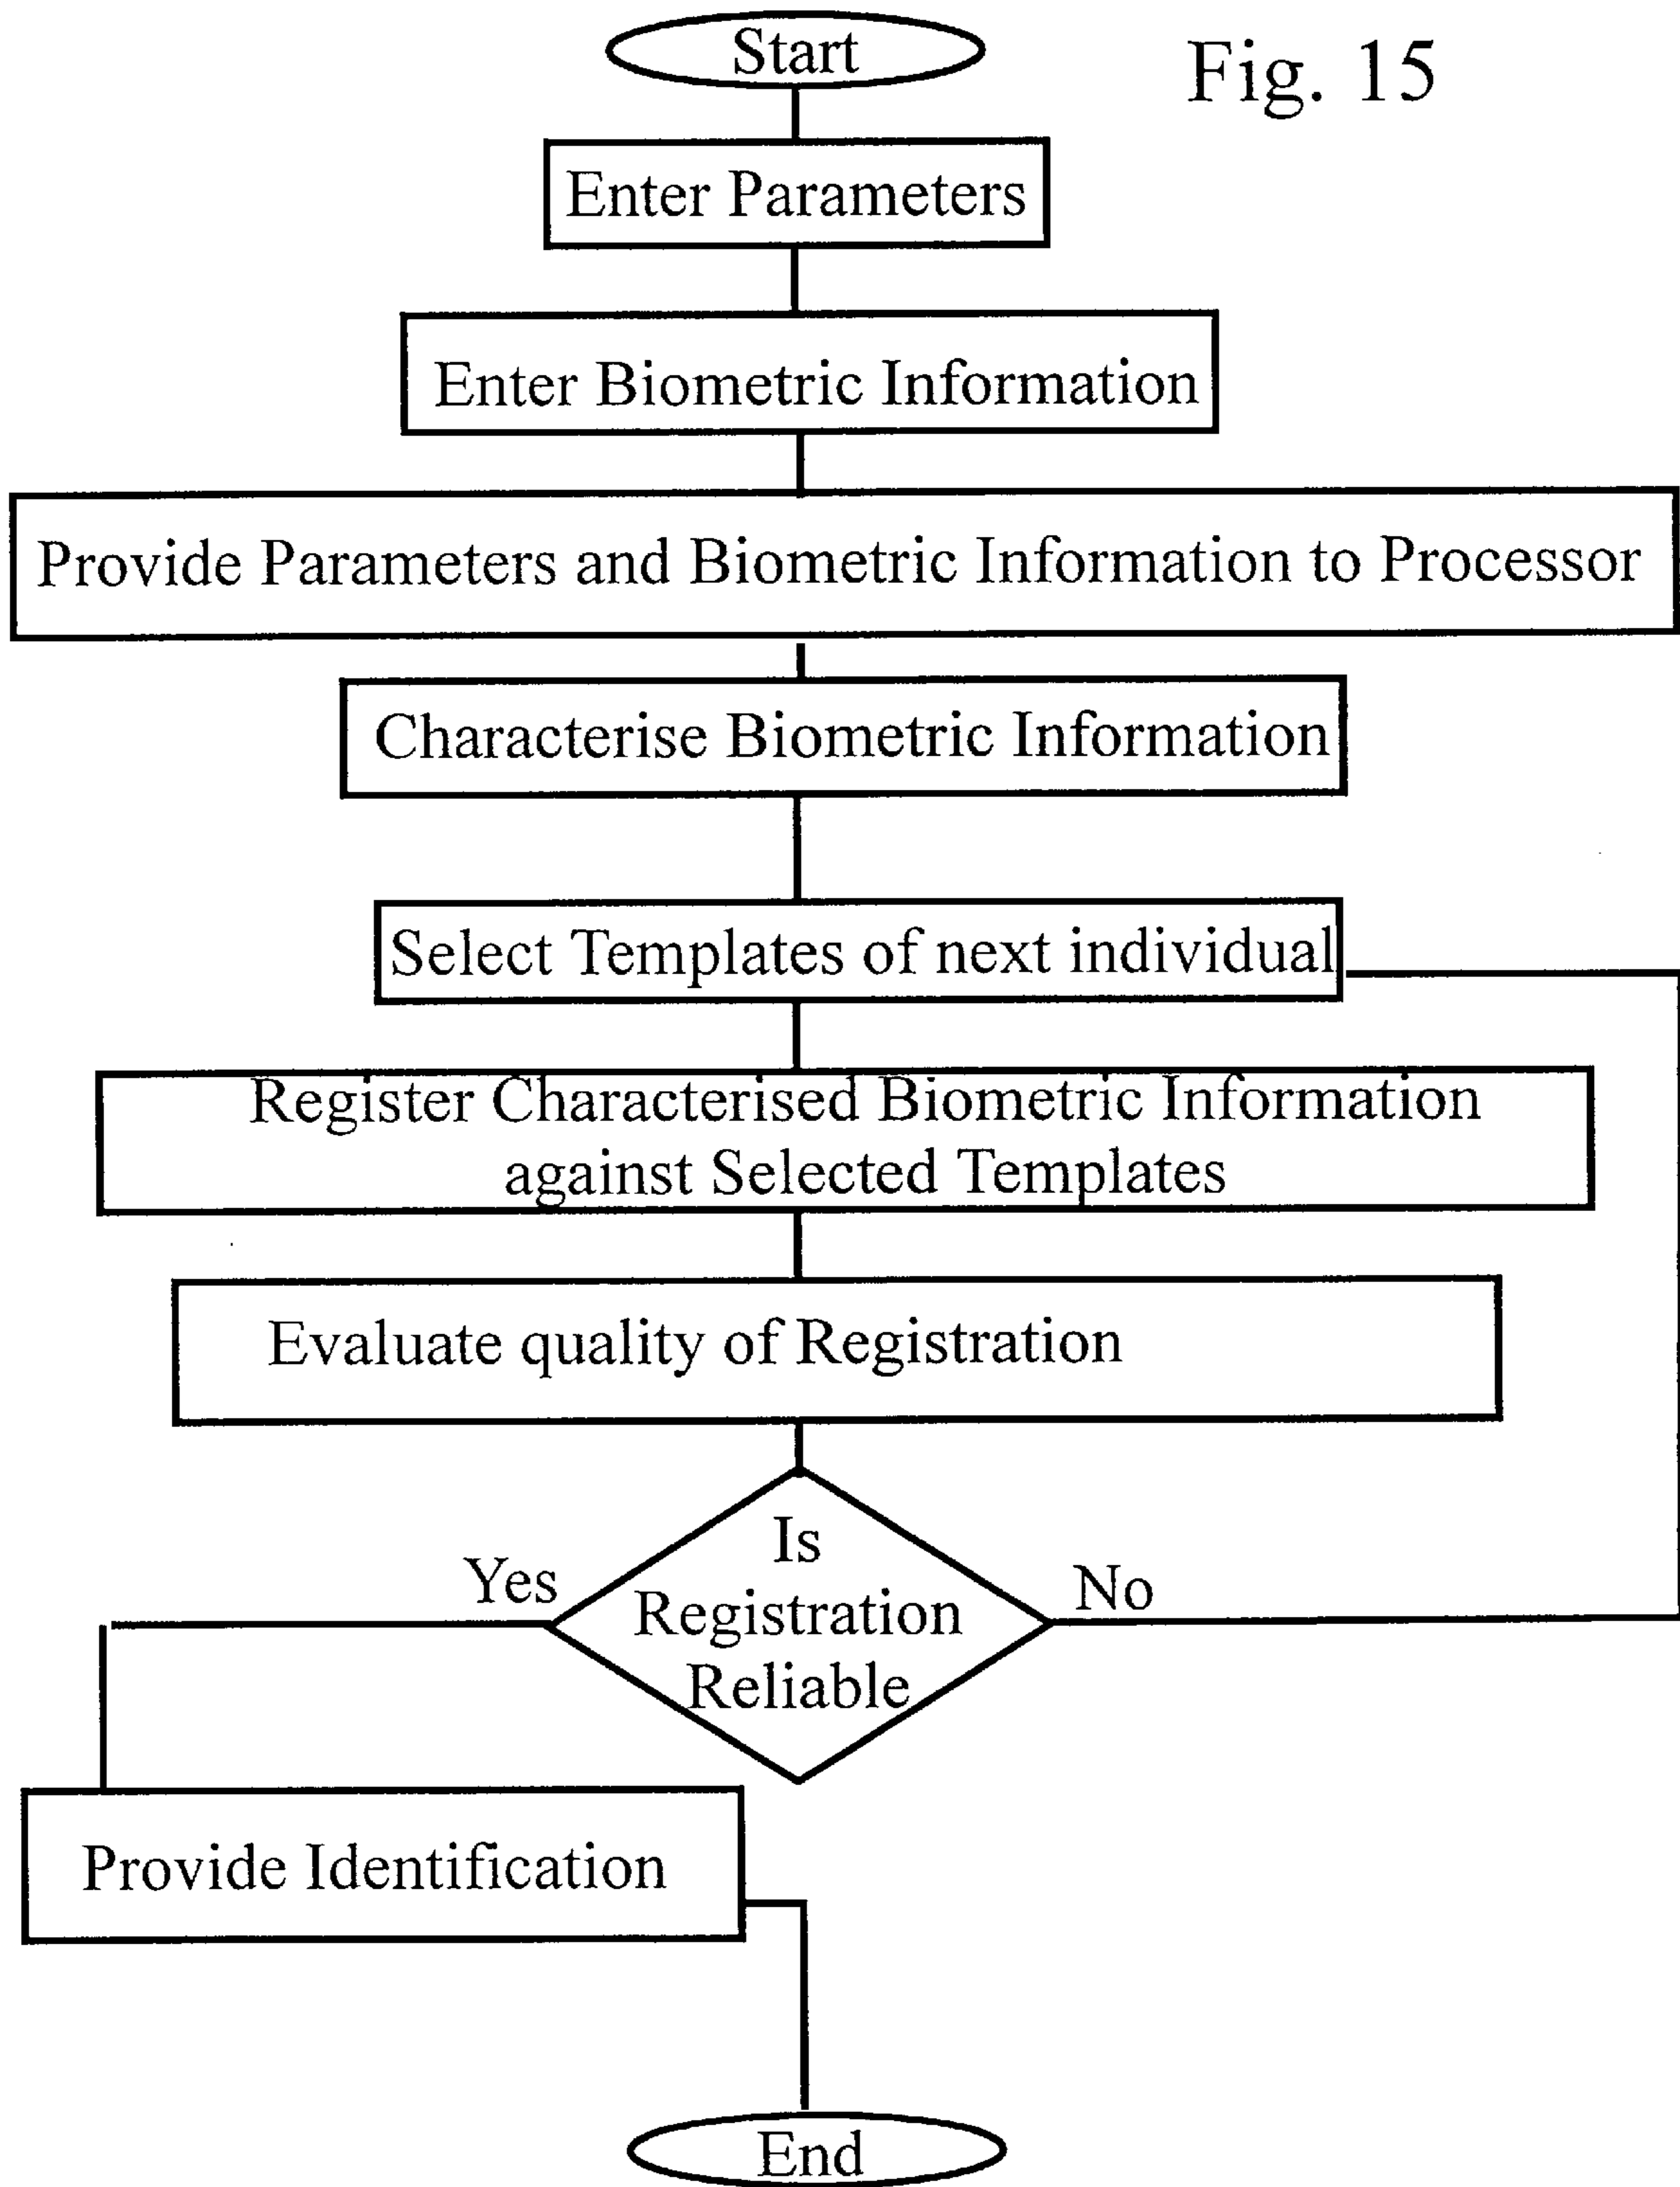 Start
Fig. 15
Enter Parameters
Enter Biometric Information
Provide Parameters and Biometric Information to Processor
Characterise Biometric Information
Select Templates of next individual
Register Characterised Biometric Information
against Selected Templates
Evaluate quality of Registration
Is
Registration
Reliable
Yes
No
Provide Identification
End